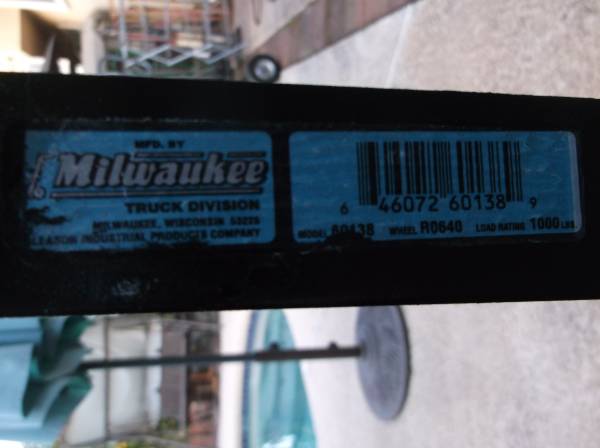 MFD. BY
Milwaukee
TRUCK DIVISION
MILWAUKEE, WISCONSIN 53225
GLEASON INDUSTRIAL PRODUCTS COMPANY
6 46072 60138 9
MODEL 60138 WHEEL R0640 LOAD RATING 1000 LBS